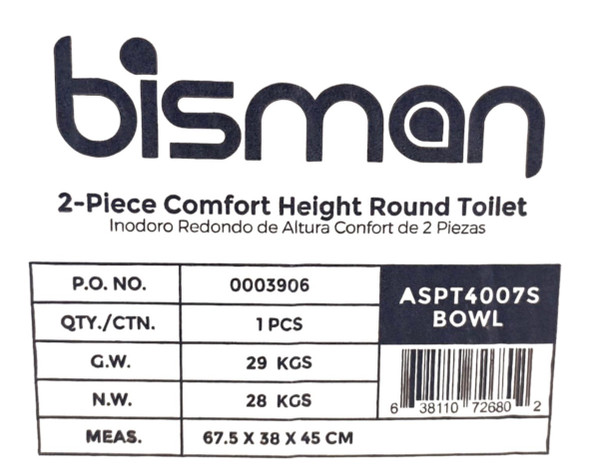 bisman
2-Piece Comfort Height Round Toilet
Inodoro Redondo de Altura Confort de 2 Piezas
P.O. NO. 0003906
ASPT4007S
BOWL
QTY./CTN. 1 PCS
G.W. 29 KGS
N.W. 28 KGS
6 38110 72680 2
MEAS. 67.5 X 38 X 45 CM